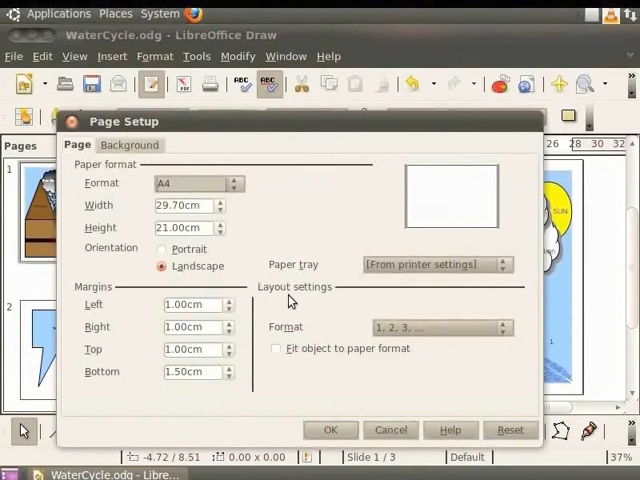 Applications Places System
WaterCycle.odg - LibreOffice Draw
File Edit View Insert Format Tools Modify Window Help
ABC ABC
Page Setup
Pages
Page Background
26 28 30 32
Paper format
1
Format A4
SUN
Width 29.70cm
Height 21.00cm
Orientation Portrait
Landscape
Paper tray [From printer settings]
Margins Layout settings
Left 1.00cm
2
Right 1.00cm
Format 1, 2, 3, ...
Top 1.00cm
Fit object to paper format
Bottom 1.50cm
OK Cancel Help Reset
-4.72 / 8.51 0.00 x 0.00 Slide 1 / 3 Default 37%
WaterCycle.odg - Libre...